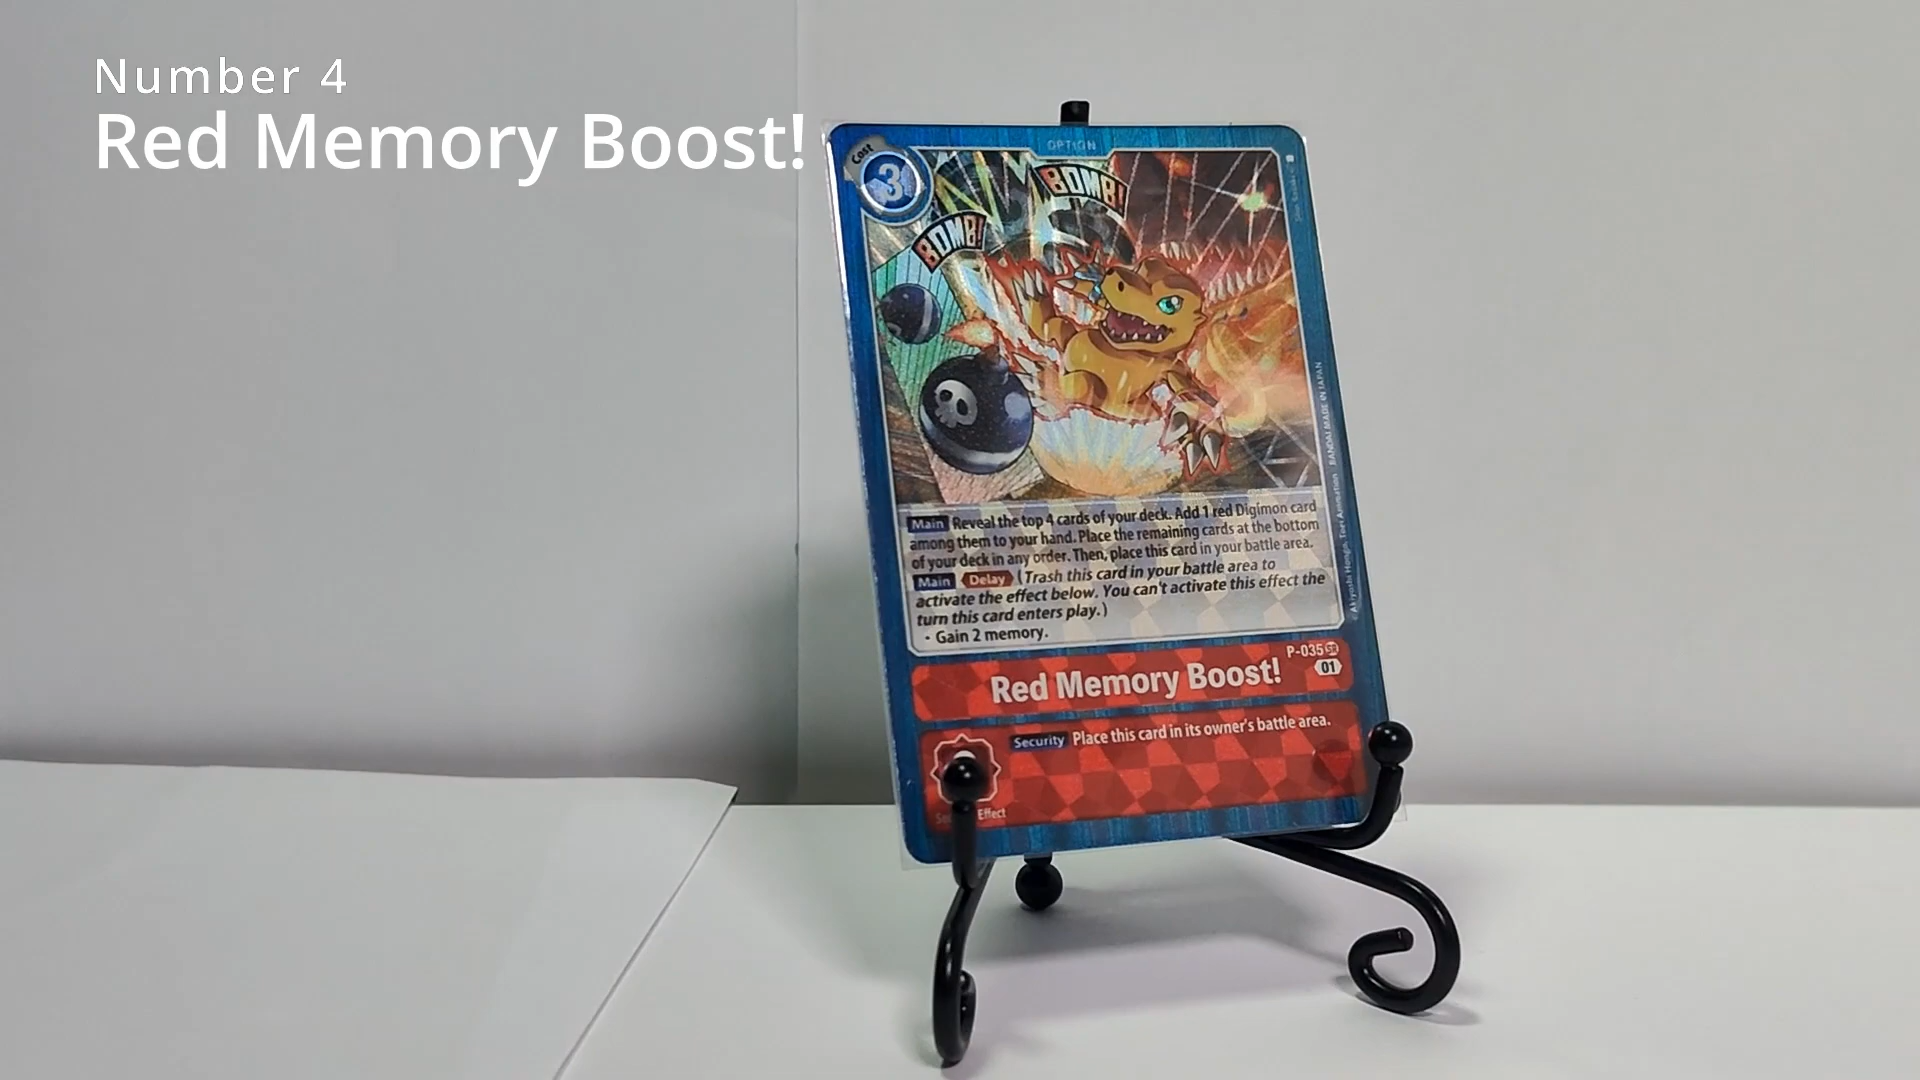 Number 4
Red Memory Boost!
Cost
3
OPTION
BOMB!
BOMB!
Main Reveal the top 4 cards of your deck. Add 1 red Digimon card
among them to your hand. Place the remaining cards at the bottom
of your deck in any order. Then, place this card in your battle area.
Main Delay (Trash this card in your battle area to
activate the effect below. You can't activate this effect the
turn this card enters play.)
• Gain 2 memory.
©Akiyoshi Hongo, Toei Animation BANDAI MADE IN JAPAN
P-035 SR
01
Red Memory Boost!
Security Place this card in its owner's battle area.
Effect